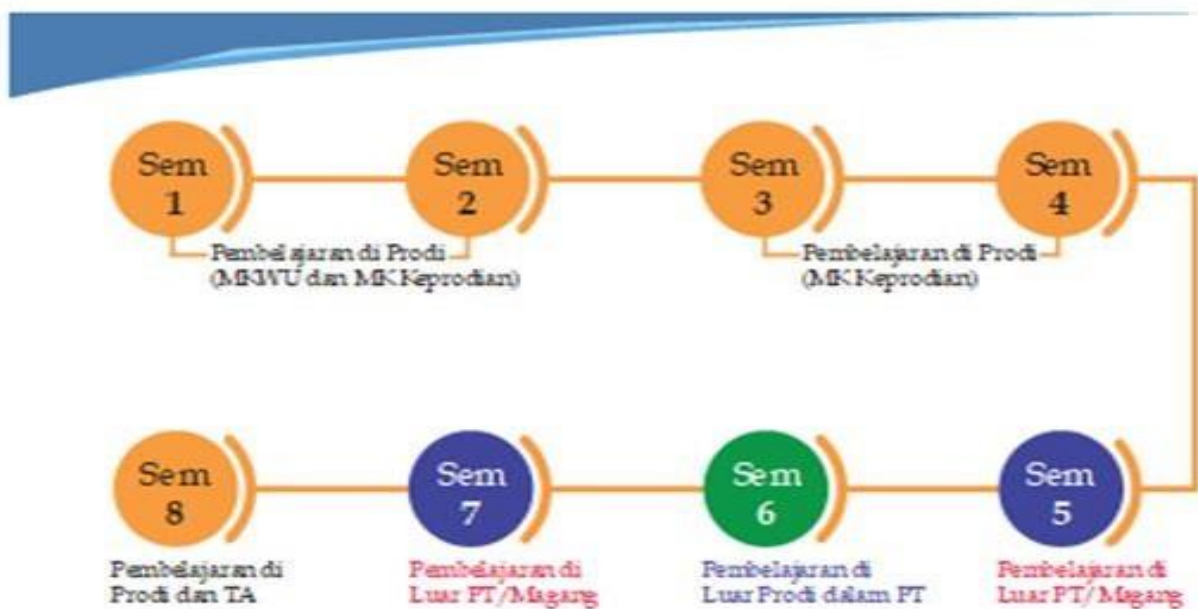 Sem
1
Sem
2
Sem
3
Sem
4
Pembelajaran di Prodi
(MKWU dan MK Keprodian)
Pembelajaran di Prodi
(MK Keprodian)
Sem
8
Sem
7
Sem
6
Sem
5
Pembelajaran di
Prodi dan TA
Pembelajaran di
Luar PT/Magang
Pembelajaran di
Luar Prodi dalam PT
Pembelajaran di
Luar PT/Magang